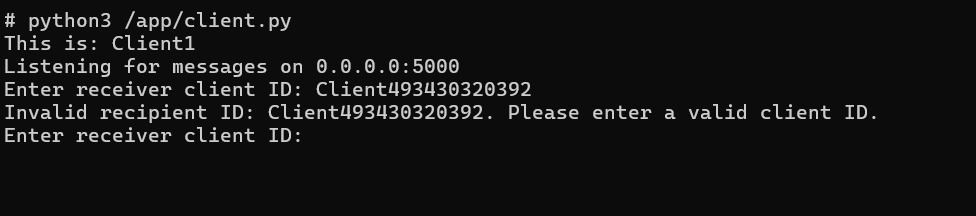 # python3 /app/client.py
This is: Client1
Listening for messages on 0.0.0.0:5000
Enter receiver client ID: Client493430320392
Invalid recipient ID: Client493430320392. Please enter a valid client ID.
Enter receiver client ID: